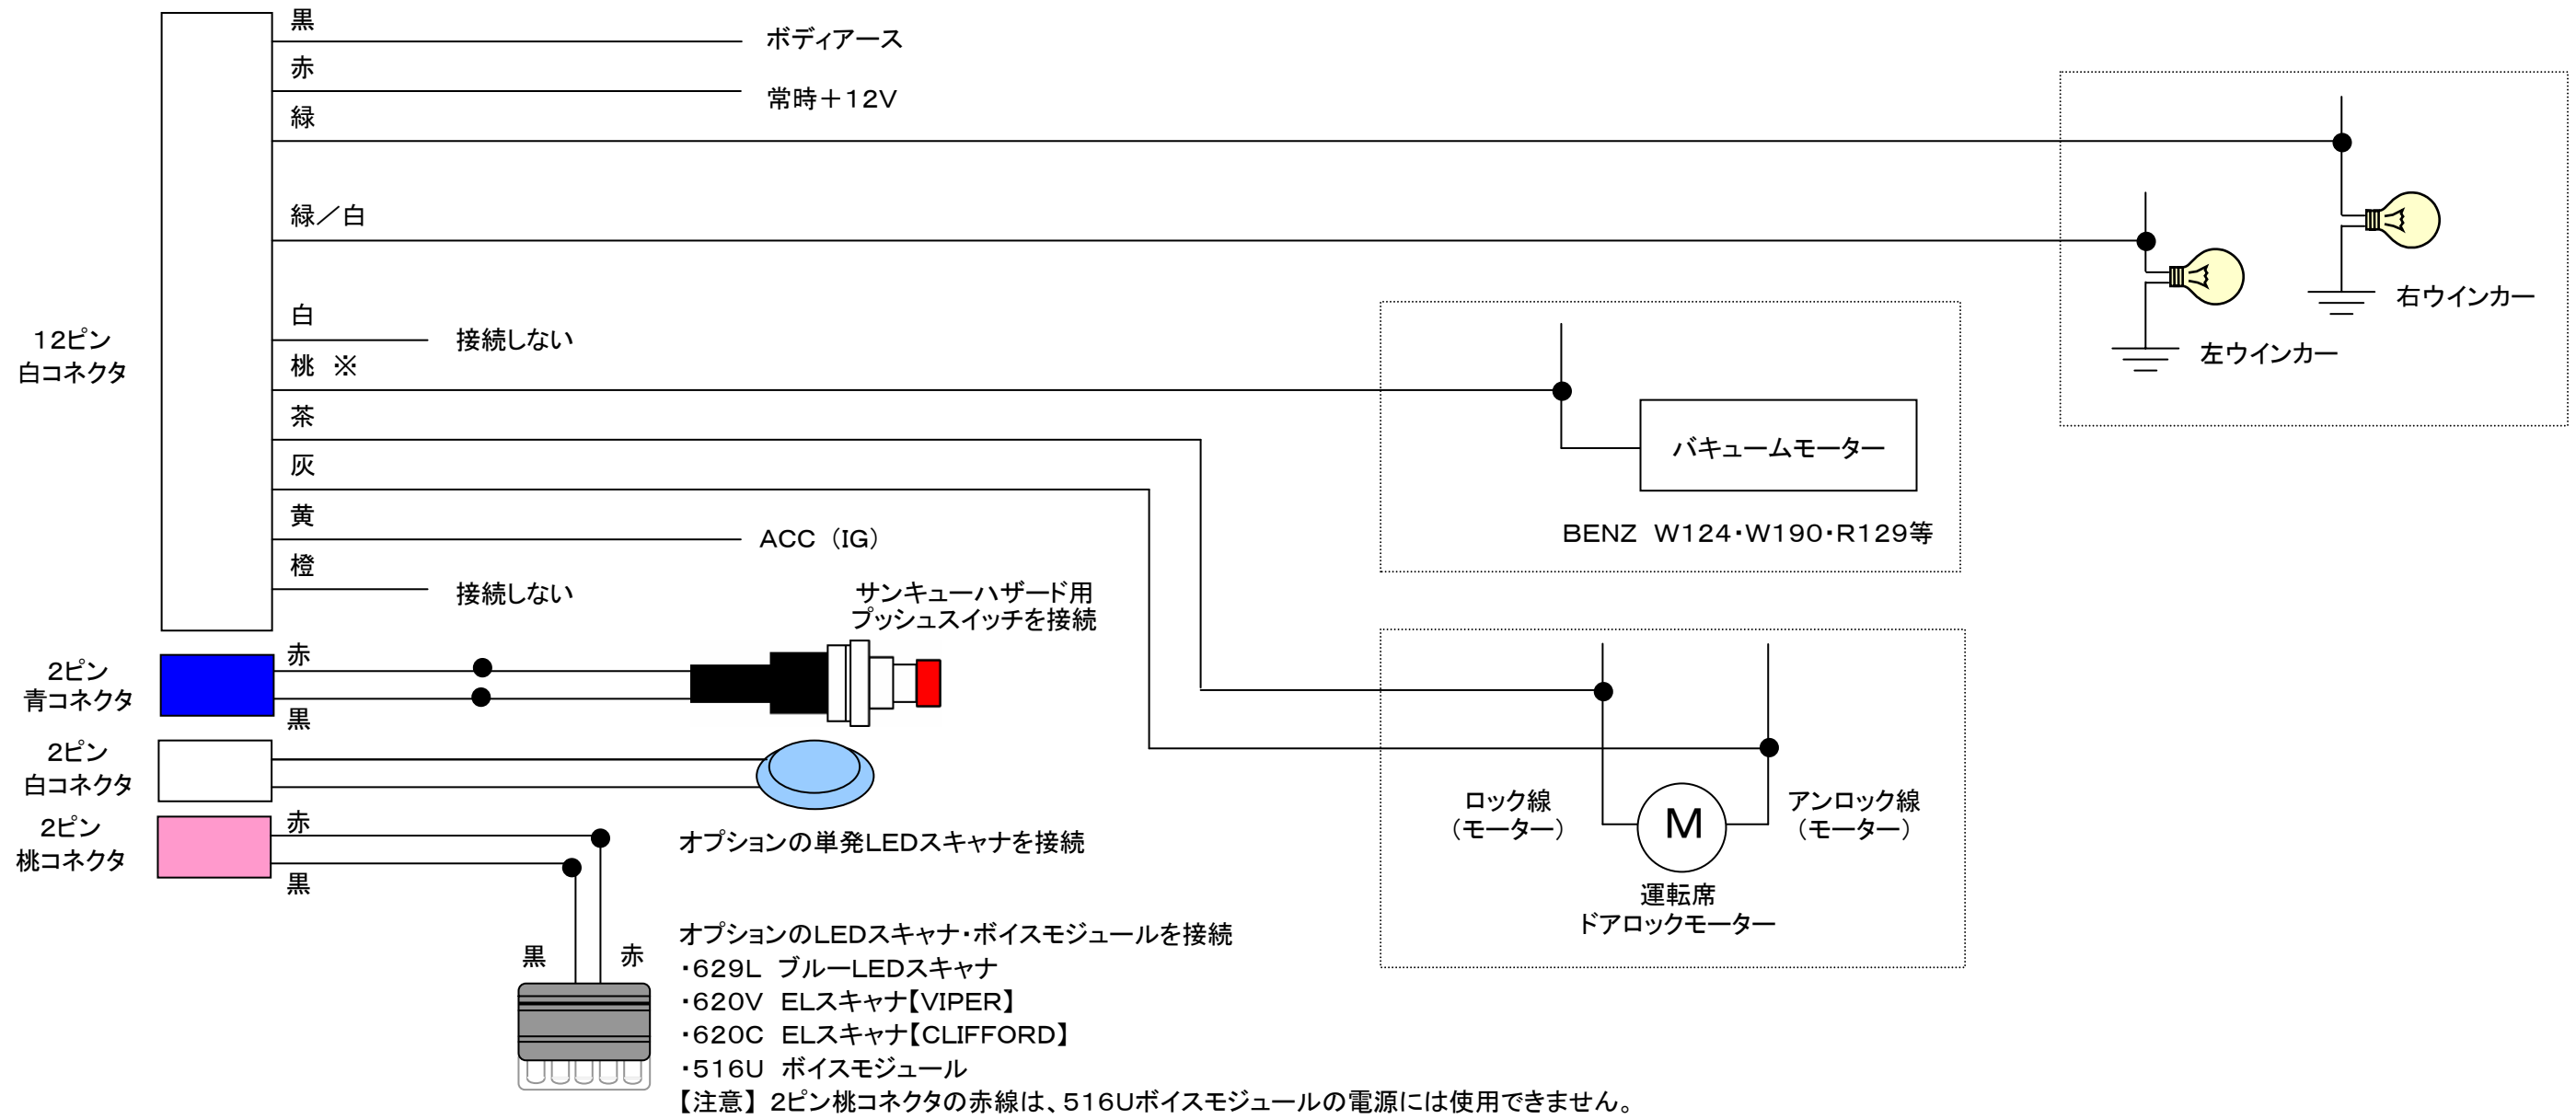 黒
ボディアース
赤
常時＋１２V
緑
緑／白
右ウインカー
左ウインカー
白
接続しない
12ピン
白コネクタ
桃 ※
茶
バキュームモーター
灰
BENZ W124・W190・R129等
黄
ACC（IG）
橙
接続しない
サンキューハザード用
プッシュスイッチを接続
2ピン
青コネクタ
赤
黒
2ピン
白コネクタ
オプションの単発LEDスキャナを接続
2ピン
桃コネクタ
赤
黒
ロック線
（モーター）
M
アンロック線
（モーター）
運転席
ドアロックモーター
黒
赤
オプションのLEDスキャナ・ボイスモジュールを接続
・629L ブルーLEDスキャナ
・620V ELスキャナ【VIPER】
・620C ELスキャナ【CLIFFORD】
・516U ボイスモジュール
【注意】 2ピン桃コネクタの赤線は、516Uボイスモジュールの電源には使用できません。